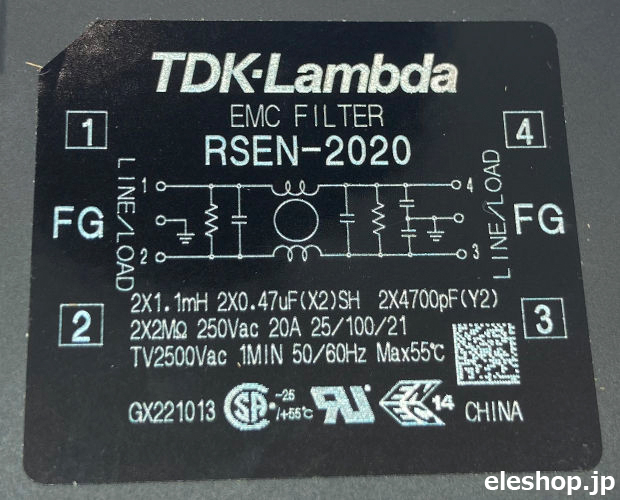 TDK-Lambda
EMC FILTER
RSEN-2020
1
4
LINE/LOAD
1
4
LINE/LOAD
FG
FG
2
3
2
3
2X1.1mH 2X0.47uF(X2)SH 2X4700pF(Y2)
2X2MΩ 250Vac 20A 25/100/21
TV2500Vac 1MIN 50/60Hz Max55℃
GX221013 SA -25/+55℃ RU 14 CHINA
eleshop.jp